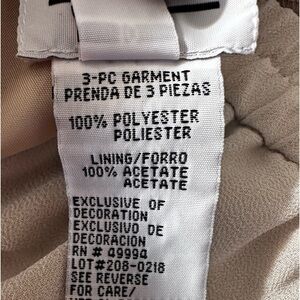 3-PC GARMENT
PRENDA DE 3 PIEZAS
100% POLYESTER
POLIESTER
LINING/FORRO
100% ACETATE
ACETATE
EXCLUSIVE OF
DECORATION
EXCLUSIVO DE
DECORACION
RN # 49994
LOT#208-0218
SEE REVERSE
FOR CARE/